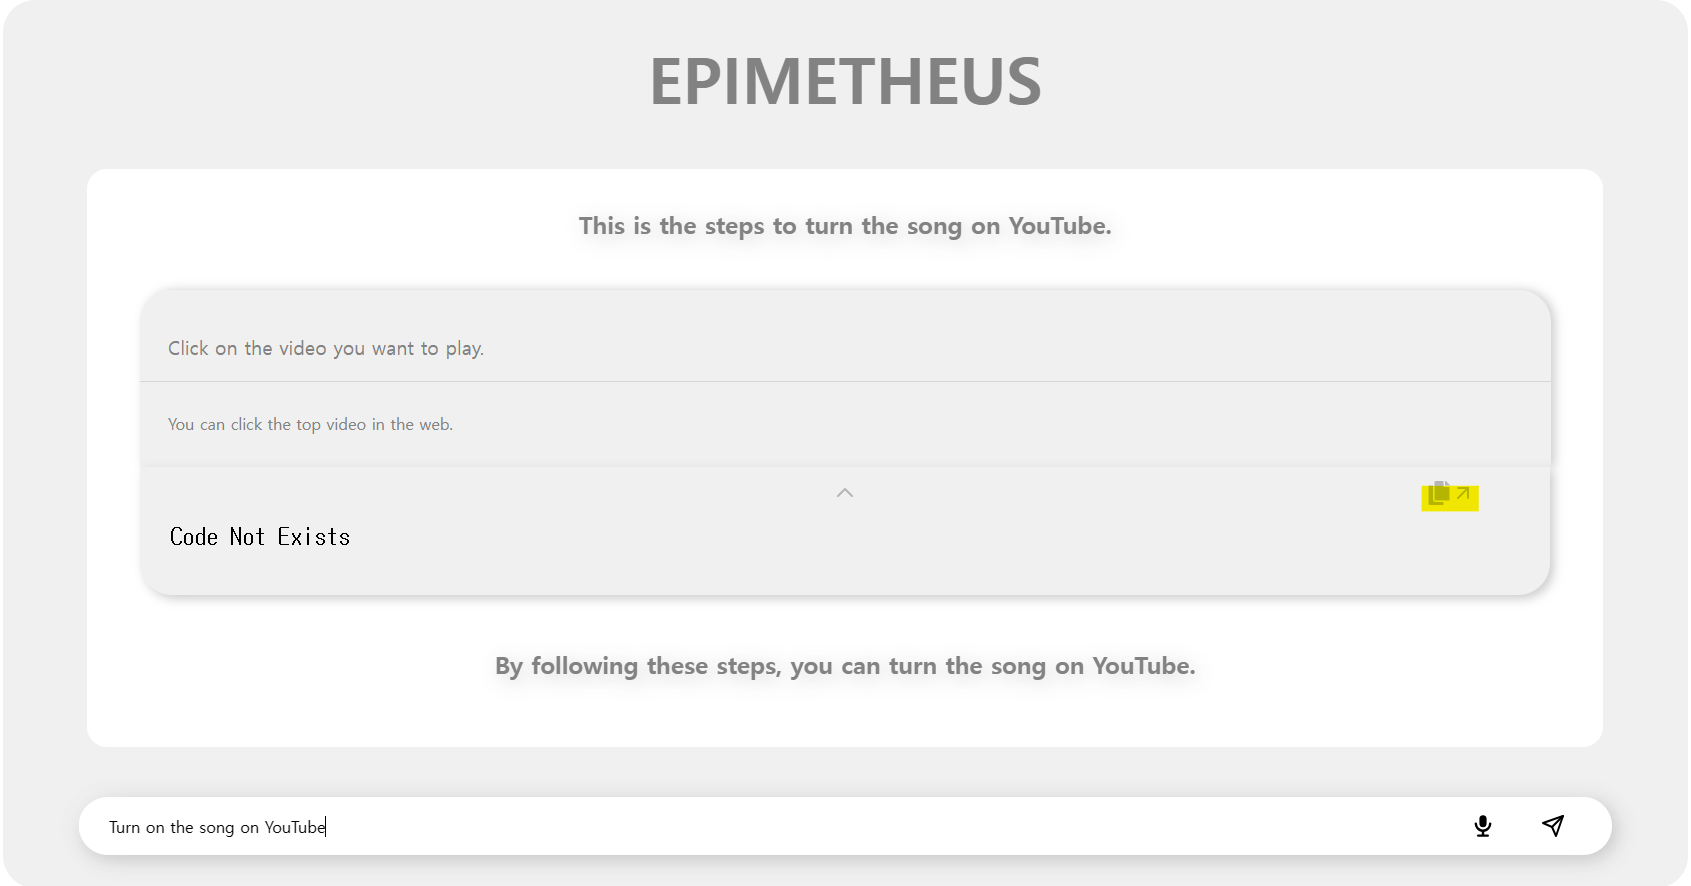 EPIMETHEUS
This is the steps to turn the song on YouTube.
Click on the video you want to play.
You can click the top video in the web.
Code Not Exists
By following these steps, you can turn the song on YouTube.
Turn on the song on YouTube